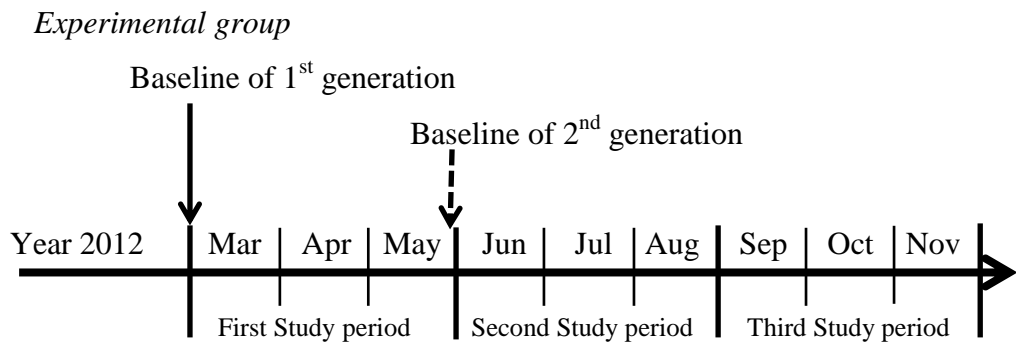 Experimental group
Baseline of 1st generation
Baseline of 2nd generation
Year 2012 Mar Apr May Jun Jul Aug Sep Oct Nov
First Study period Second Study period Third Study period